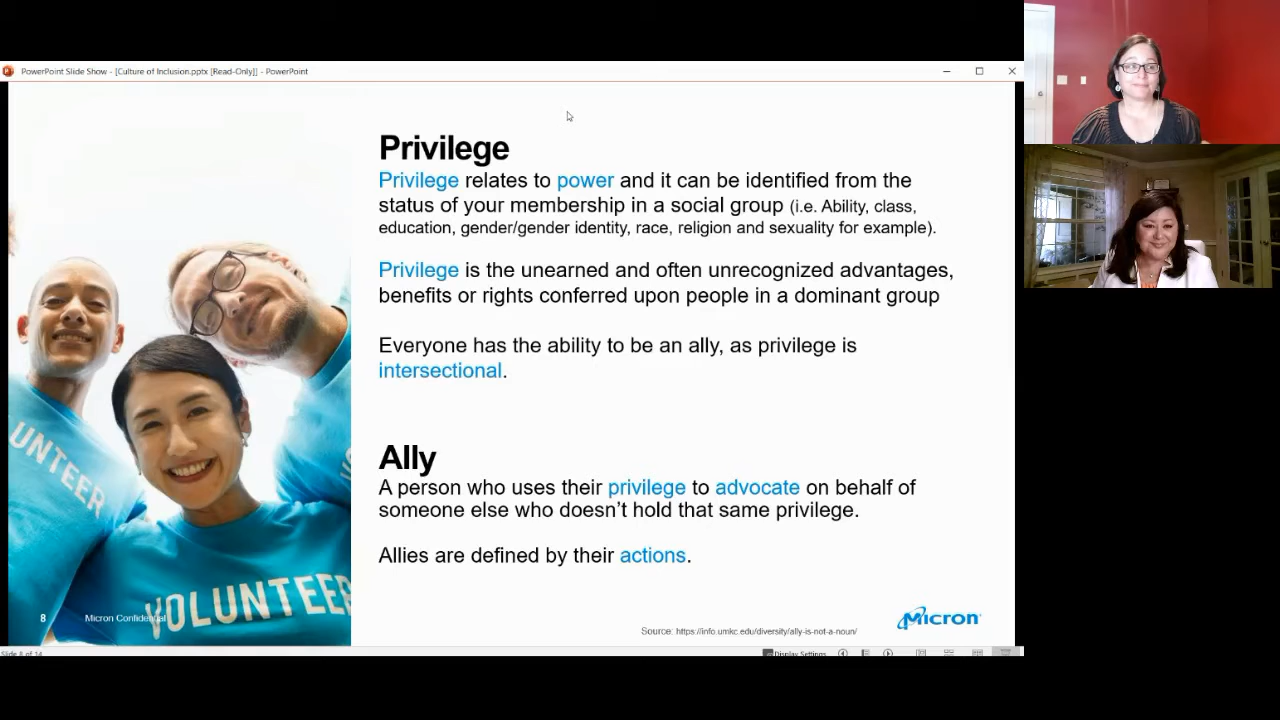 PowerPoint Slide Show - [Culture of Inclusion.pptx [Read-Only]] - PowerPoint
Privilege
Privilege relates to power and it can be identified from the
status of your membership in a social group (i.e. Ability, class,
education, gender/gender identity, race, religion and sexuality for example).
Privilege is the unearned and often unrecognized advantages,
benefits or rights conferred upon people in a dominant group
Everyone has the ability to be an ally, as privilege is
intersectional.
Ally
A person who uses their privilege to advocate on behalf of
someone else who doesn't hold that same privilege.
Allies are defined by their actions.
UNTEER
VOLUNTEER
8
Micron Confidential
Micron
Source: https://info.umkc.edu/diversity/ally-is-not-a-noun/
Slide 8 of 14
Display Settings